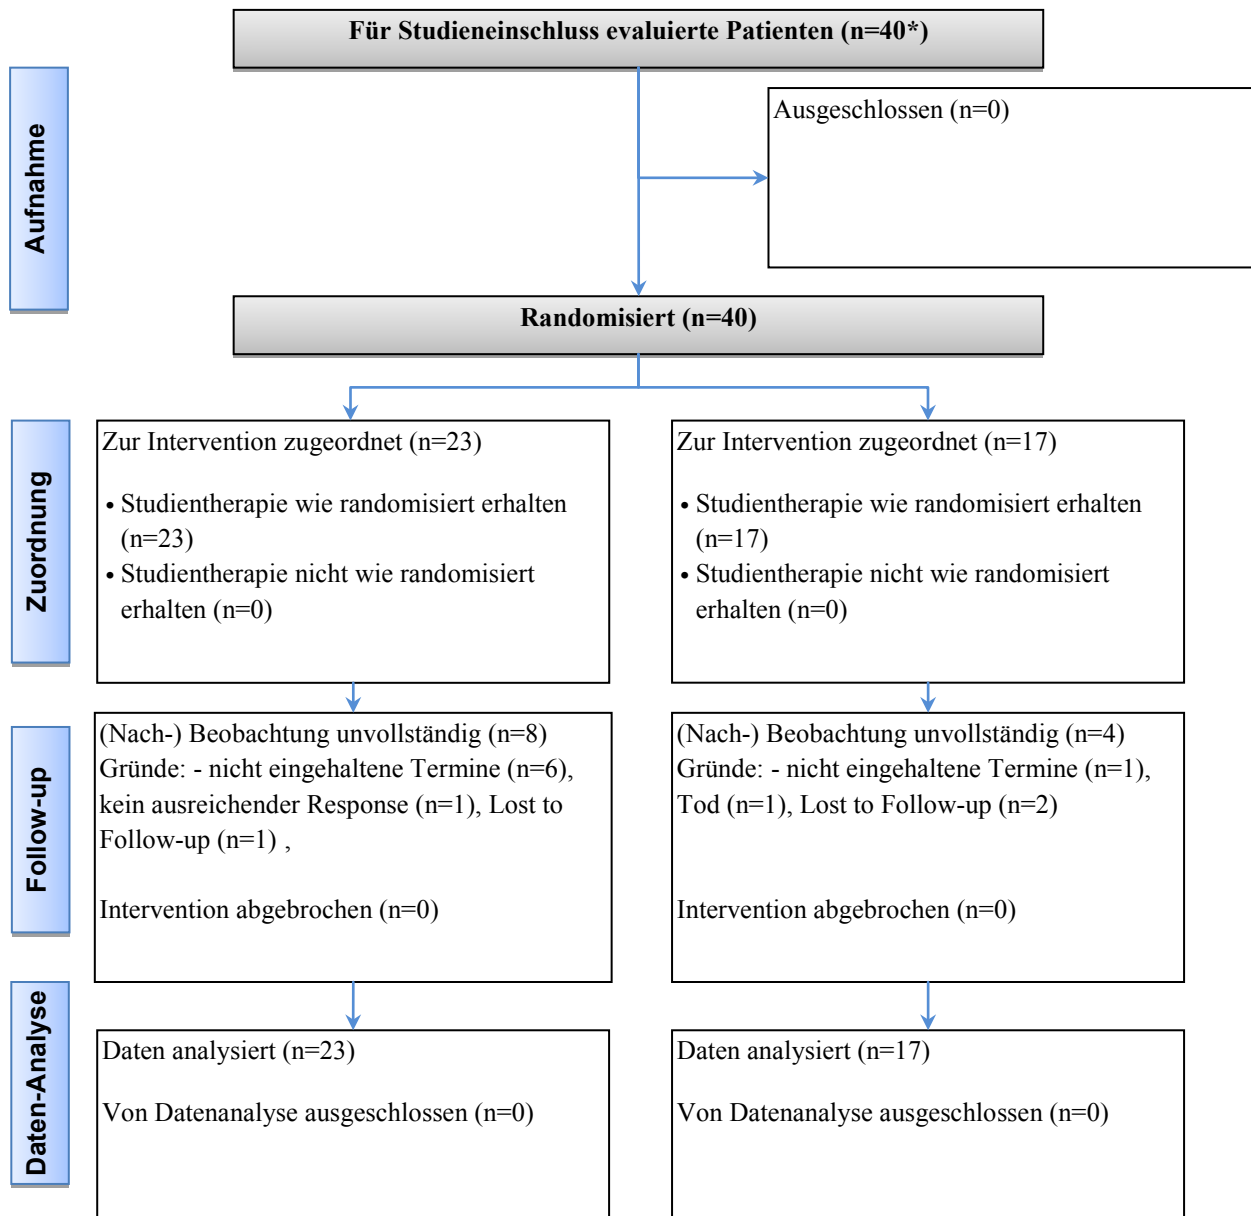 Für Studieneinschluss evaluierte Patienten (n=40*)
Aufnahme
Ausgeschlossen (n=0)
Randomisiert (n=40)
Zuordnung
Zur Intervention zugeordnet (n=23)
• Studientherapie wie randomisiert erhalten
(n=23)
• Studientherapie nicht wie randomisiert
erhalten (n=0)
Zur Intervention zugeordnet (n=17)
• Studientherapie wie randomisiert erhalten
(n=17)
• Studientherapie nicht wie randomisiert
erhalten (n=0)
Follow-up
(Nach-) Beobachtung unvollständig (n=8)
Gründe: - nicht eingehaltene Termine (n=6),
kein ausreichender Response (n=1), Lost to
Follow-up (n=1) ,
Intervention abgebrochen (n=0)
(Nach-) Beobachtung unvollständig (n=4)
Gründe: - nicht eingehaltene Termine (n=1),
Tod (n=1), Lost to Follow-up (n=2)
Intervention abgebrochen (n=0)
Daten-Analyse
Daten analysiert (n=23)
Von Datenanalyse ausgeschlossen (n=0)
Daten analysiert (n=17)
Von Datenanalyse ausgeschlossen (n=0)